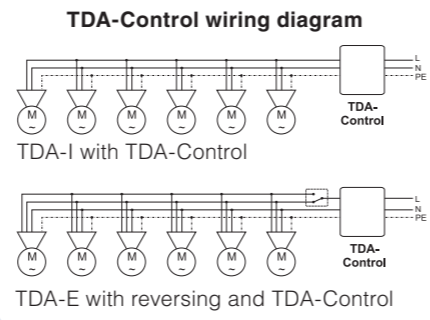 TDA-Control wiring diagram
L
N
PE
TDA-
Control
M
~
M
~
M
~
M
~
M
~
M
~
TDA-I with TDA-Control
L
N
PE
TDA-
Control
M
~
M
~
M
~
M
~
M
~
M
~
TDA-E with reversing and TDA-Control